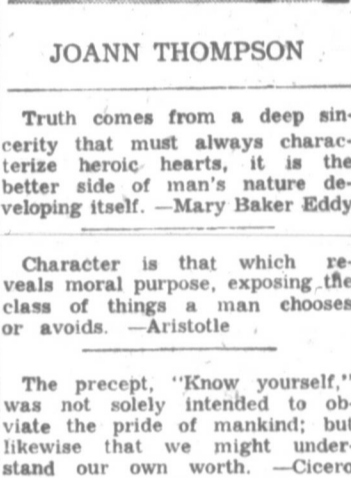 JOANN THOMPSON
Truth comes from a deep sin-
cerity that must always charac-
terize heroic hearts, it is the
better side of man's nature de-
veloping itself. —Mary Baker Eddy
Character is that which re-
veals moral purpose, exposing the
class of things a man chooses
or avoids. —Aristotle
The precept, "Know yourself,"
was not solely intended to ob-
viate the pride of mankind; but
likewise that we might under-
stand our own worth. —Cicero